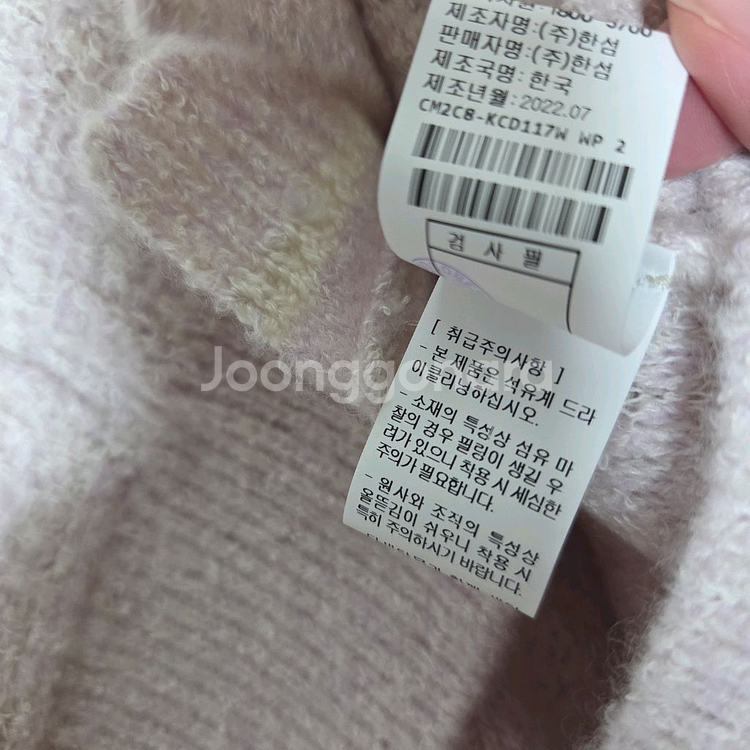 제조자명:(주)한섬
판매자명:(주)한섬
제조국명: 한국
제조년월: 2022.07
CM2C8-KCD117W WP 2
검 사 필
[ 취급주의사항 ]
- 본 제품은 석유계 드라
이클리닝하십시오.
Joonggonara
- 소재의 특성상 섬유 마
찰의 경우 필링이 생길 우
려가 있으니 착용 시 세심한
주의가 필요합니다.
- 원사와 조직의 특성상
올뜯김이 쉬우니 착용 시
특히 주의하시기 바랍니다.